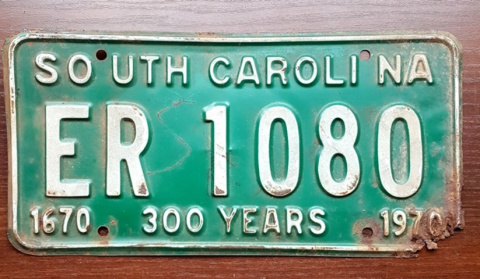 SOUTH CAROLINA
ER 1080
1670 300 YEARS 1970